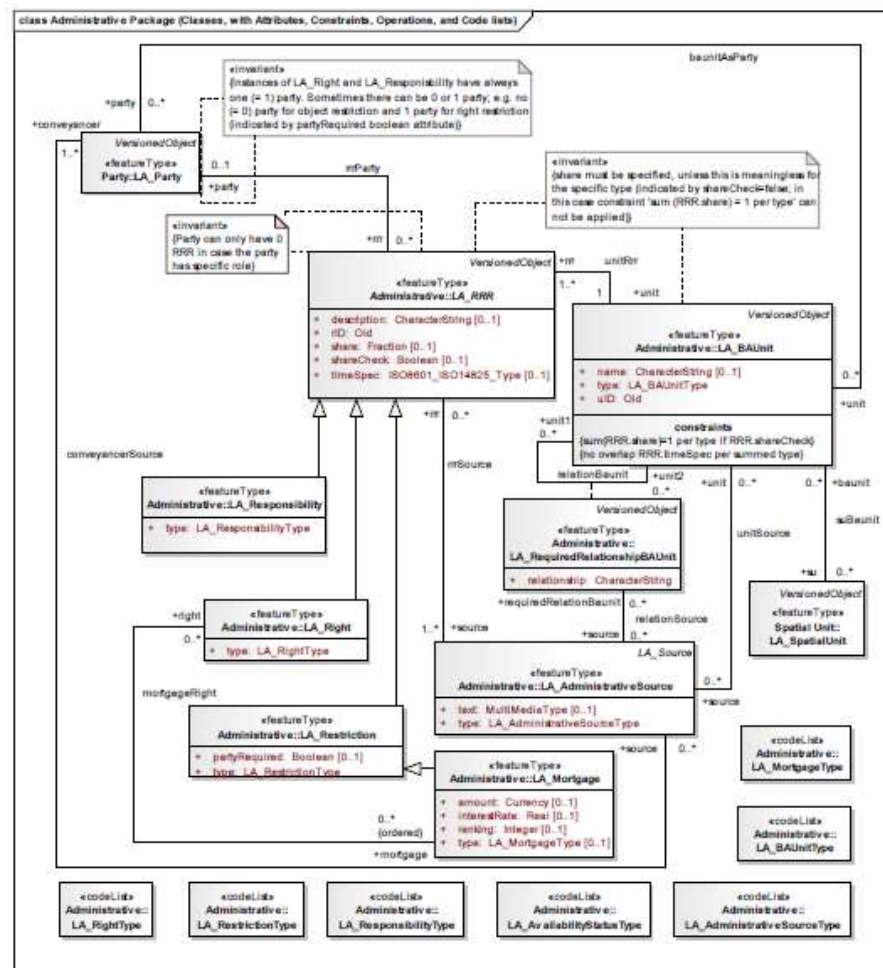 class Administrative Package (Classes, with Attributes, Constraints, Operations, and Code lists)
baunitAsParty
«invariant»
{Instances of LA_Right and LA_Responisbility have always
one (= 1) party. Sometimes there can be 0 or 1 party; e.g. no
(= 0) party for object restriction and 1 party for right restriction
(indicated by partyRequired boolean attribute)}
+party 0..*
+conveyancer
1..*
VersionedObject
«featureType»
Party::LA_Party
0..1
+party
rrrParty
«invariant»
{share must be specified, unless this is meaningless for
the specific type (indicated by shareCheck=false; in
this case constraint 'sum (RRR.share) = 1 per type' can
not be applied)}
«invariant»
{Party can only have 0
RRR in case the party
has specific role}
+rrr 0..*
VersionedObject
«featureType»
Administrative::LA_RRR
+ description: CharacterString [0..1]
+ rID: Oid
+ share: Fraction [0..1]
+ shareCheck: Boolean [0..1]
+ timeSpec: ISO8601_ISO14825_Type [0..1]
+rrr unitRrr
1..* 1 +unit
VersionedObject
«featureType»
Administrative::LA_BAUnit
+ name: CharacterString [0..1]
+ type: LA_BAUnitType
+ uID: Oid
constraints
{sum(RRR.share)=1 per type if RRR.shareCheck}
{no overlap RRR.timeSpec per summed type}
0..*
+unit
+rrr 0..*
+unit1
0..*
conveyancerSource
rrrSource
relationBaunit
+unit2
0..*
+unit 0..*
0..* +baunit
suBaunit
unitSource
«featureType»
Administrative::LA_Responsibility
+ type: LA_ResponsibilityType
VersionedObject
«featureType»
Administrative::
LA_RequiredRelationshipBAUnit
+ relationship: CharacterString
+su 0..*
VersionedObject
«featureType»
Spatial Unit::
LA_SpatialUnit
+requiredRelationBaunit 0..*
relationSource
+right
0..*
«featureType»
Administrative::LA_Right
+ type: LA_RightType
1..* +source
+source 0..*
LA_Source
«featureType»
Administrative::LA_AdministrativeSource
+ text: MultiMediaType [0..1]
+ type: LA_AdministrativeSourceType
0..*
+source
mortgageRight
«featureType»
Administrative::LA_Restriction
+ partyRequired: Boolean [0..1]
+ type: LA_RestrictionType
+source 0..*
«featureType»
Administrative::LA_Mortgage
+ amount: Currency [0..1]
+ interestRate: Real [0..1]
+ ranking: Integer [0..1]
+ type: LA_MortgageType [0..1]
0..*
{ordered}
+mortgage
«codeList»
Administrative::
LA_MortgageType
«codeList»
Administrative::
LA_BAUnitType
«codeList»
Administrative::
LA_RightType
«codeList»
Administrative::
LA_RestrictionType
«codeList»
Administrative::
LA_ResponsibilityType
«codeList»
Administrative::
LA_AvailabilityStatusType
«codeList»
Administrative::
LA_AdministrativeSourceType